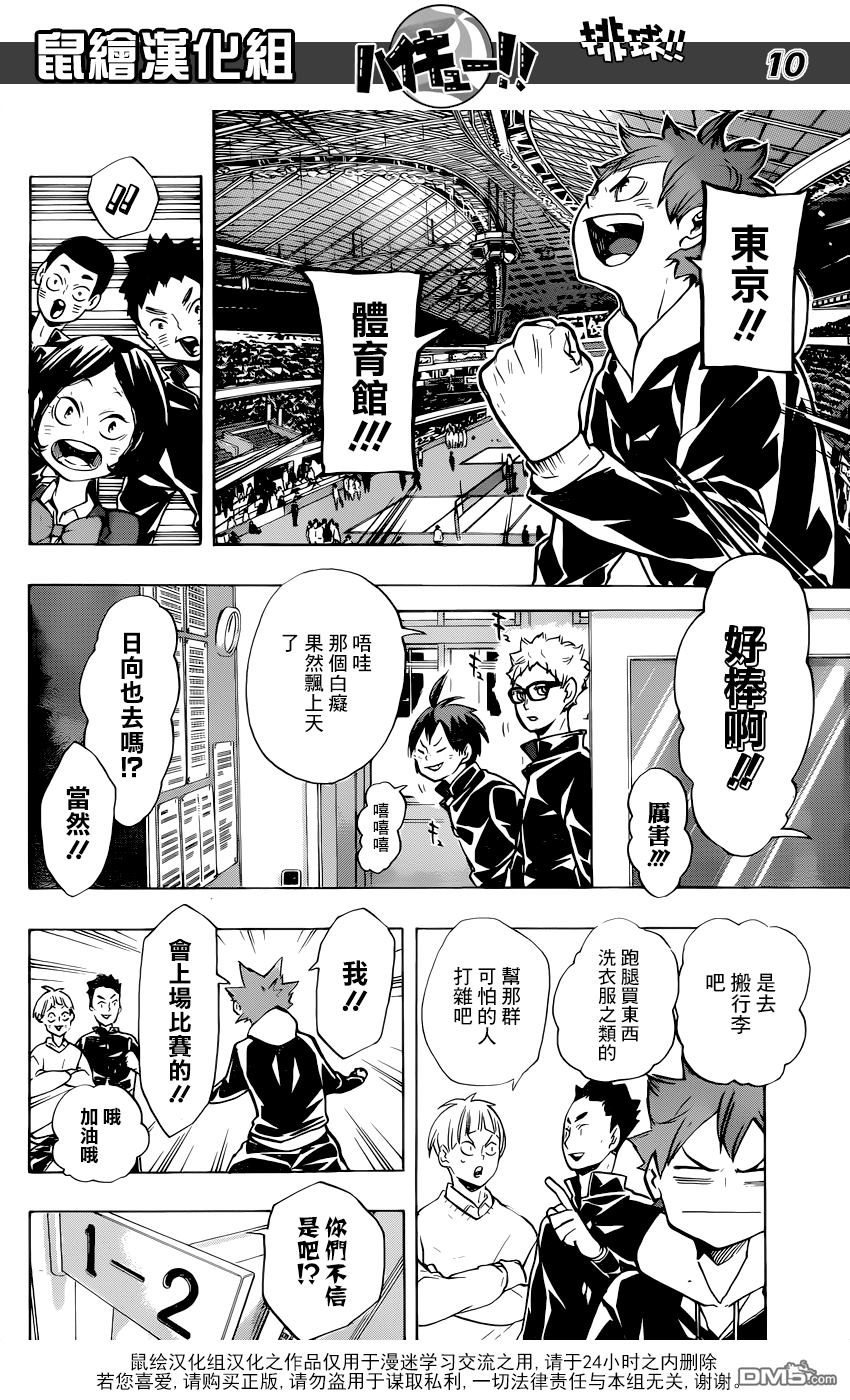 鼠繪漢化組
ハイキュー!!
排球!!
10
東京!!
體育館!!!
!!
好棒啊!!
厲害!!!
唔哇
那個白癡
果然飄上天
了
嘻嘻嘻
日向也去嗎!?
當然!!
是去
搬行李
吧
跑腿買東西
洗衣服之類的
幫那群
可怕的人
打雜吧
我!!
會上場比賽的!!
哦
加油哦
你們不信
是吧!?
1-2
鼠绘汉化组汉化之作品仅用于漫迷学习交流之用, 请于24小时之内删除
若您喜爱, 请购买正版, 请勿盗用于谋取私利, 一切法律责任与本组无关, 谢谢。
DM5.com